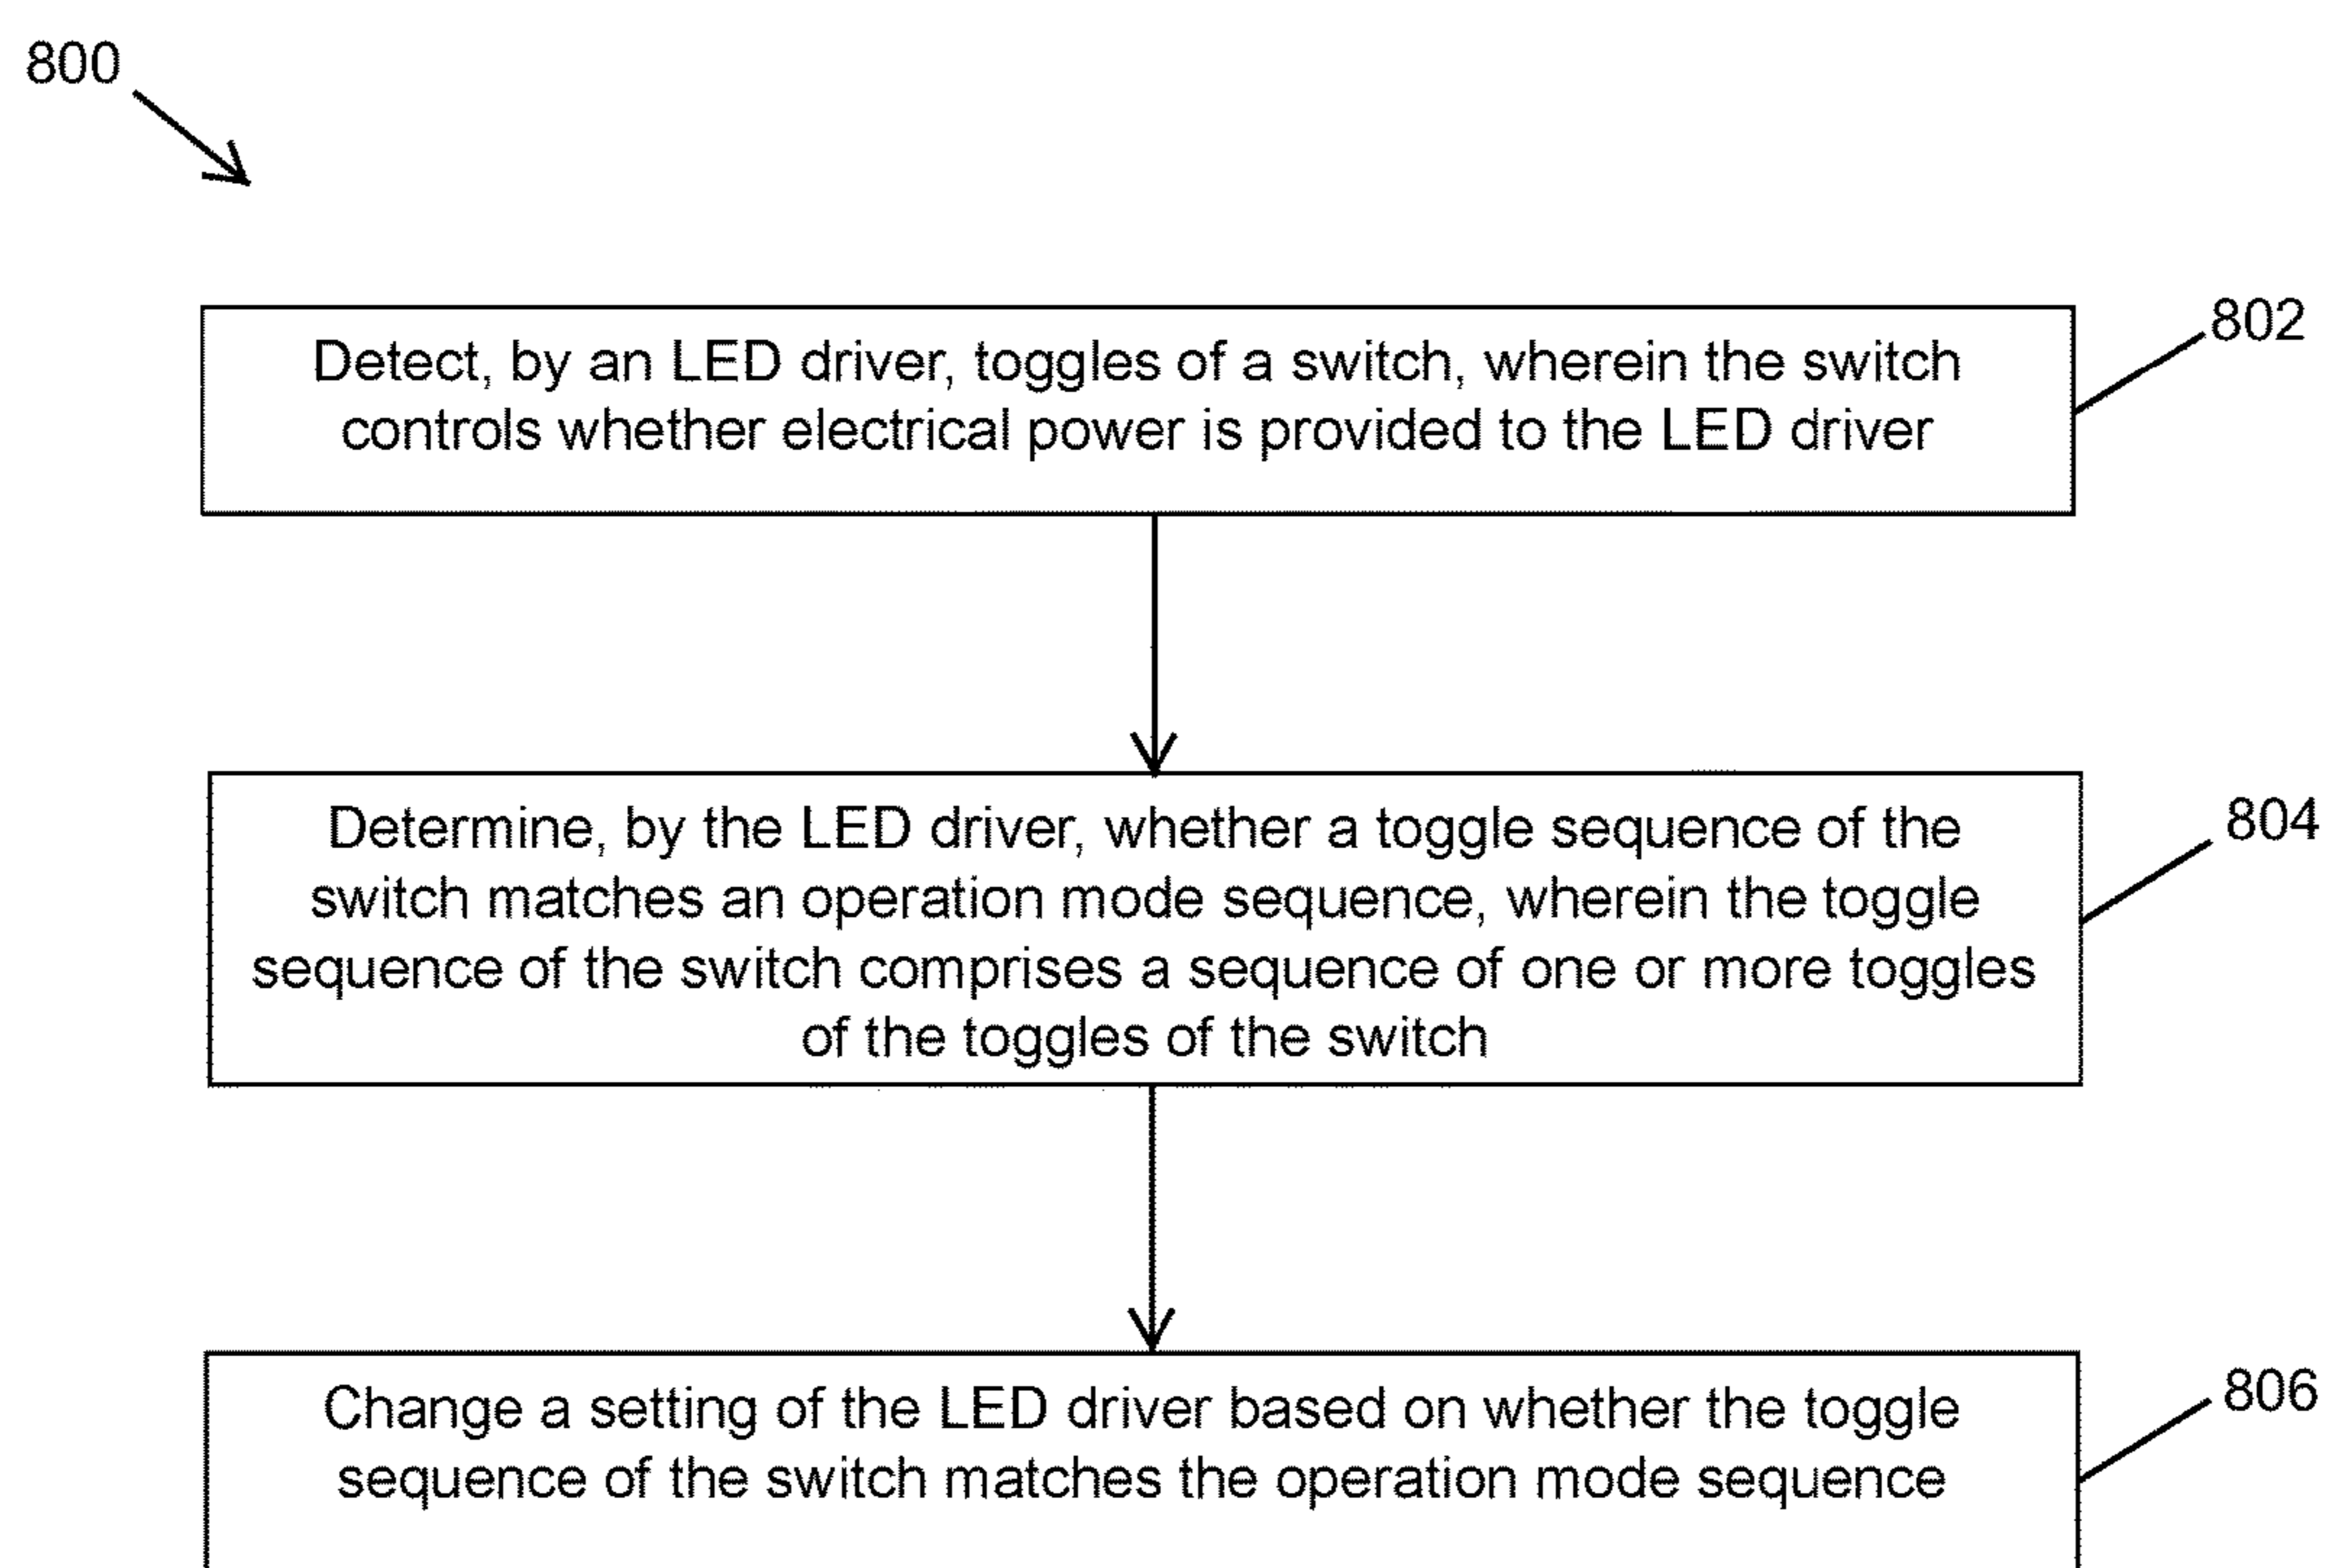 800
Detect, by an LED driver, toggles of a switch, wherein the switch
controls whether electrical power is provided to the LED driver
802
Determine, by the LED driver, whether a toggle sequence of the
switch matches an operation mode sequence, wherein the toggle
sequence of the switch comprises a sequence of one or more toggles
of the toggles of the switch
804
Change a setting of the LED driver based on whether the toggle
sequence of the switch matches the operation mode sequence
806